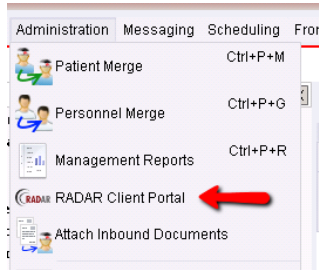 Administration Messaging Scheduling Fron
Patient Merge Ctrl+P+M
Personnel Merge Ctrl+P+G
Management Reports Ctrl+P+R
RADAR RADAR Client Portal
Attach Inbound Documents